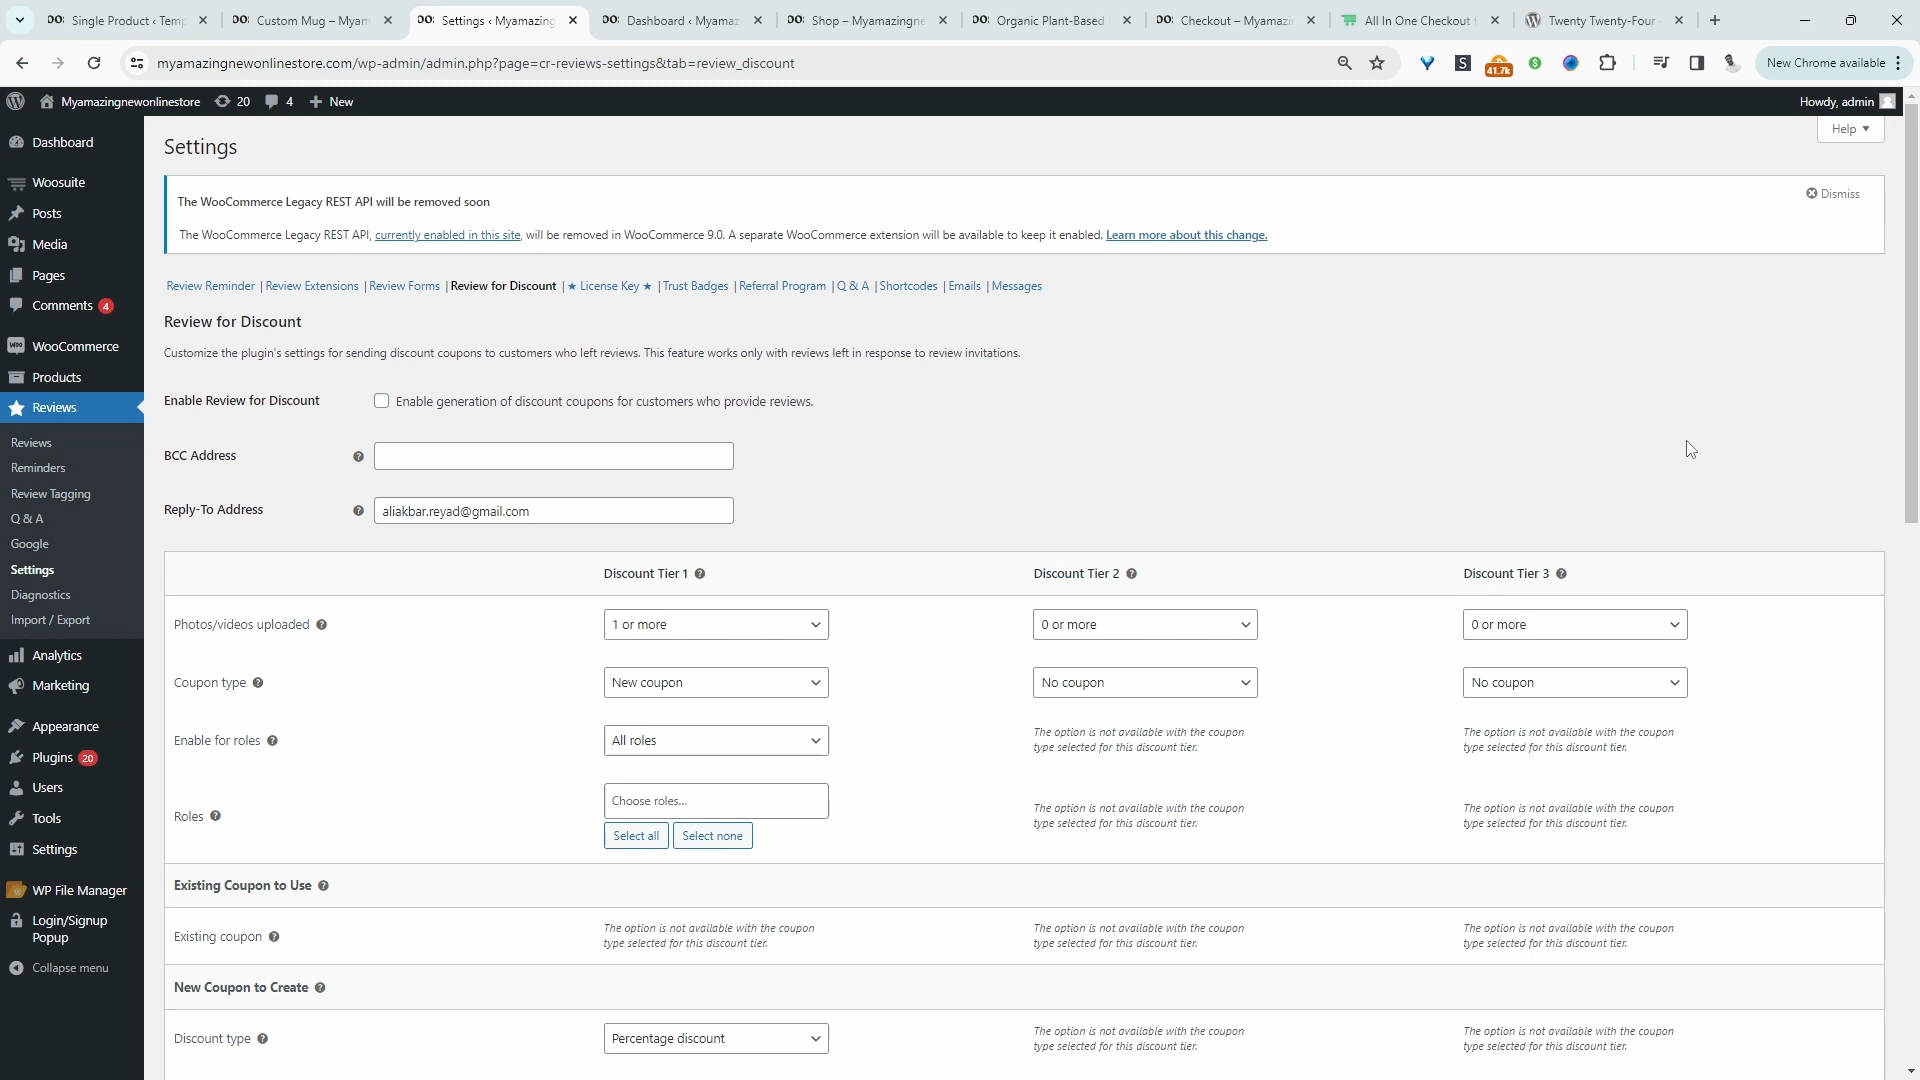 Single Product ‹ Temp
Custom Mug – Myam
Settings ‹ Myamazing
Dashboard ‹ Myamaz
Shop – Myamazingne
Organic Plant-Based
Checkout – Myamazi
All In One Checkout
Twenty Twenty-Four
myamazingnewonlinestore.com/wp-admin/admin.php?page=cr-reviews-settings&tab=review_discount
41.7k
New Chrome available
Myamazingnewonlinestore
20
4
New
Howdy, admin
Help
Dashboard
Woosuite
Posts
Media
Pages
Comments 4
WooCommerce
Products
Reviews
Reviews
Reminders
Review Tagging
Q & A
Google
Settings
Diagnostics
Import / Export
Analytics
Marketing
Appearance
Plugins 20
Users
Tools
Settings
WP File Manager
Login/Signup
Popup
Collapse menu
Settings
The WooCommerce Legacy REST API will be removed soon
Dismiss
The WooCommerce Legacy REST API, currently enabled in this site, will be removed in WooCommerce 9.0. A separate WooCommerce extension will be available to keep it enabled. Learn more about this change.
Review Reminder | Review Extensions | Review Forms | Review for Discount | ★ License Key ★ | Trust Badges | Referral Program | Q & A | Shortcodes | Emails | Messages
Review for Discount
Customize the plugin's settings for sending discount coupons to customers who left reviews. This feature works only with reviews left in response to review invitations.
Enable Review for Discount
Enable generation of discount coupons for customers who provide reviews.
BCC Address
Reply-To Address
aliakbar.reyad@gmail.com
Discount Tier 1
Discount Tier 2
Discount Tier 3
Photos/videos uploaded
1 or more
0 or more
0 or more
Coupon type
New coupon
No coupon
No coupon
Enable for roles
All roles
The option is not available with the coupon
type selected for this discount tier.
The option is not available with the coupon
type selected for this discount tier.
Roles
Choose roles...
Select all
Select none
The option is not available with the coupon
type selected for this discount tier.
The option is not available with the coupon
type selected for this discount tier.
Existing Coupon to Use
Existing coupon
The option is not available with the coupon
type selected for this discount tier.
The option is not available with the coupon
type selected for this discount tier.
The option is not available with the coupon
type selected for this discount tier.
New Coupon to Create
Discount type
Percentage discount
The option is not available with the coupon
type selected for this discount tier.
The option is not available with the coupon
type selected for this discount tier.